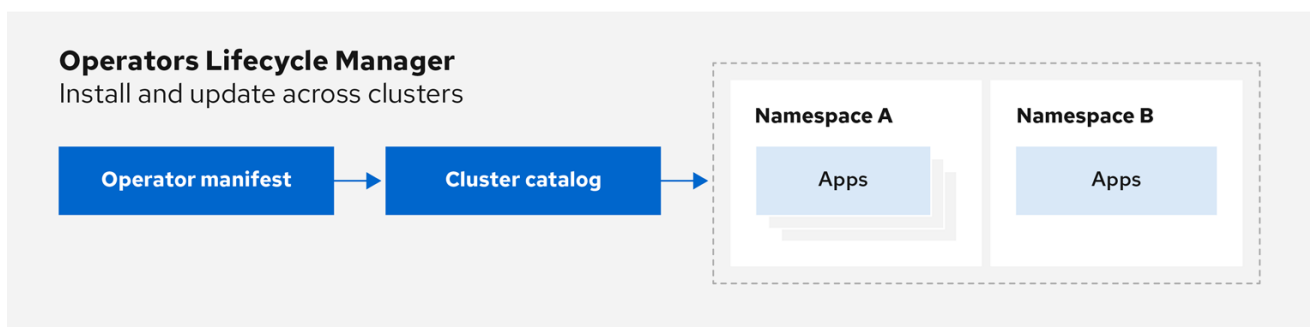 Operators Lifecycle Manager
Install and update across clusters
Operator manifest
Cluster catalog
Namespace A
Apps
Namespace B
Apps